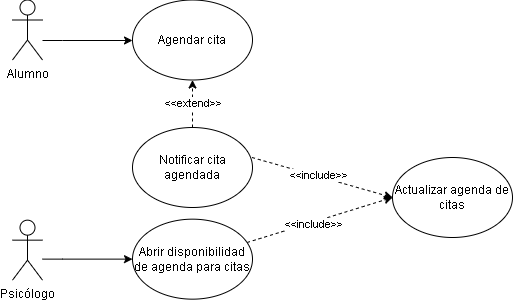 Agendar cita
Alumno
<<extend>>
Notificar cita
agendada
<<include>>
Actualizar agenda de
citas
<<include>>
Abrir disponibilidad
de agenda para citas
Psicólogo